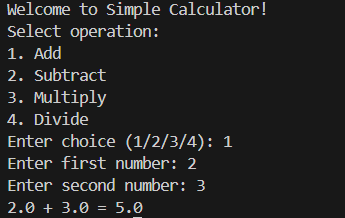 Welcome to Simple Calculator!
Select operation:
1. Add
2. Subtract
3. Multiply
4. Divide
Enter choice (1/2/3/4): 1
Enter first number: 2
Enter second number: 3
2.0 + 3.0 = 5.0